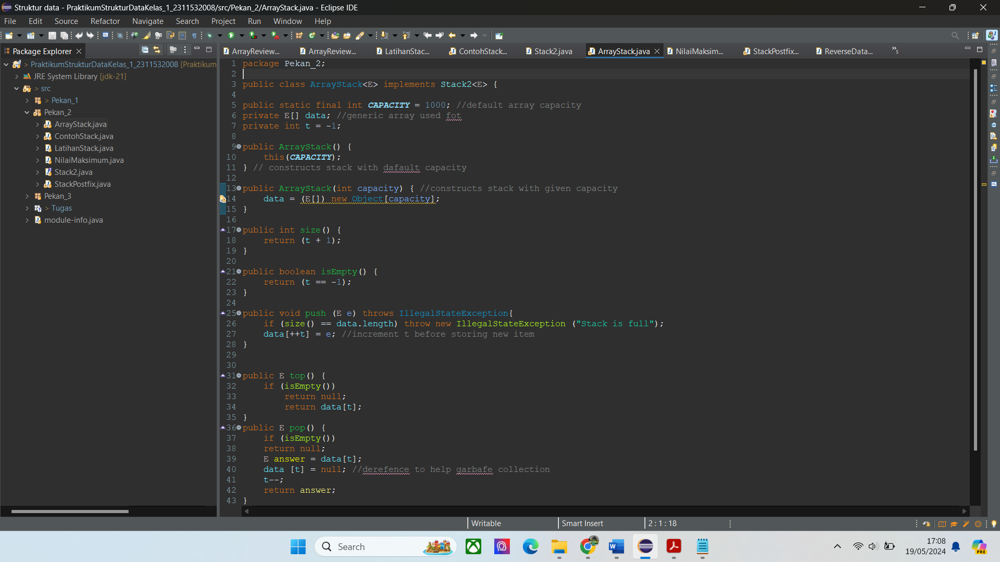 Struktur data - PraktikumStrukturDataKelas_1_2311532008/src/Pekan_2/ArrayStack.java - Eclipse IDE
File Edit Source Refactor Navigate Search Project Run Window Help
Package Explorer
> PraktikumStrukturDataKelas_1_2311532008 [Praktikum
JRE System Library [jdk-21]
> src
> Pekan_1
Pekan_2
ArrayStack.java
ContohStack.java
LatihanStack.java
NilaiMaksimum.java
Stack2.java
StackPostfix.java
Pekan_3
> Tugas
module-info.java
ArrayReview... ArrayReview... LatihanStac... ContohStack... Stack2.java ArrayStack.java NilaiMaksim... StackPostfix... ReverseData... »5
1 package Pekan_2;
2
3 public class ArrayStack<E> implements Stack2<E> {
4
5 public static final int CAPACITY = 1000; //default array capacity
6 private E[] data; //generic array used fot
7 private int t = -1;
8
9 public ArrayStack() {
10     this(CAPACITY);
11 } // constructs stack with dafault capacity
12
13 public ArrayStack(int capacity) { //constructs stack with given capacity
14     data = (E[]) new Object[capacity];
15 }
16
17 public int size() {
18     return (t + 1);
19 }
20
21 public boolean isEmpty() {
22     return (t == -1);
23 }
24
25 public void push (E e) throws IllegalStateException{
26     if (size() == data.length) throw new IllegalStateException ("Stack is full");
27     data[++t] = e; //increment t before storing new item
28 }
29
30
31 public E top() {
32     if (isEmpty())
33         return null;
34         return data[t];
35 }
36 public E pop() {
37     if (isEmpty())
38     return null;
39     E answer = data[t];
40     data [t] = null; //derefence to help garbafe collection
41     t--;
42     return answer;
43 }
Writable Smart Insert 2 : 1 : 18
Search
17:08
19/05/2024
PRE